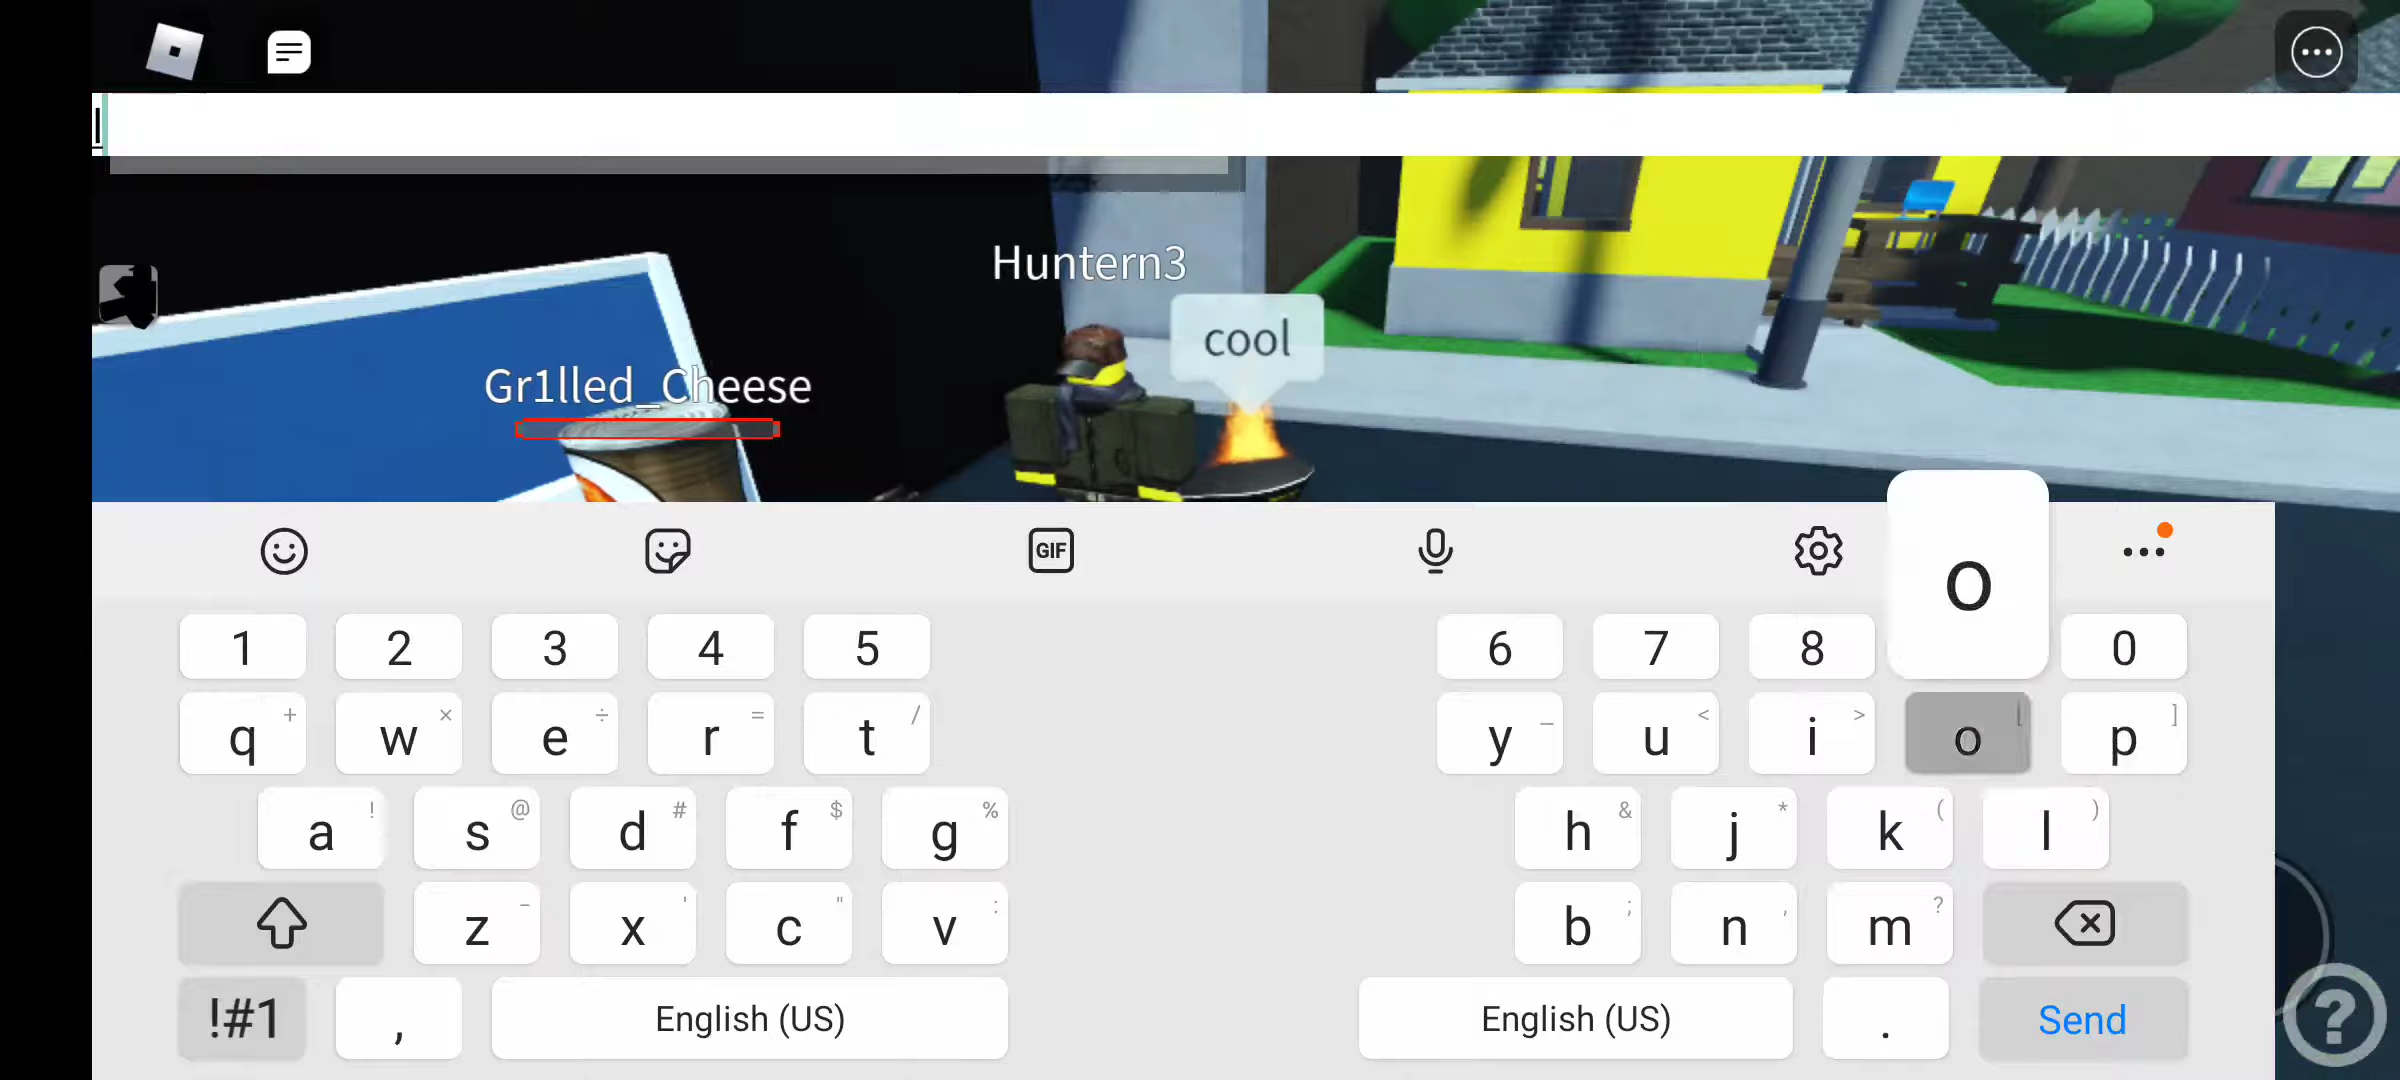 l
Huntern3
cool
Gr1lled_Cheese
GIF
o
1 2 3 4 5 6 7 8 0
q + w × e ÷ r = t / y _ u < i > o [ p ]
a ! s @ d # f $ g % h & j * k ( l )
z - x ' c " v : b ; n , m ?
!#1 , English (US) English (US) . Send
?